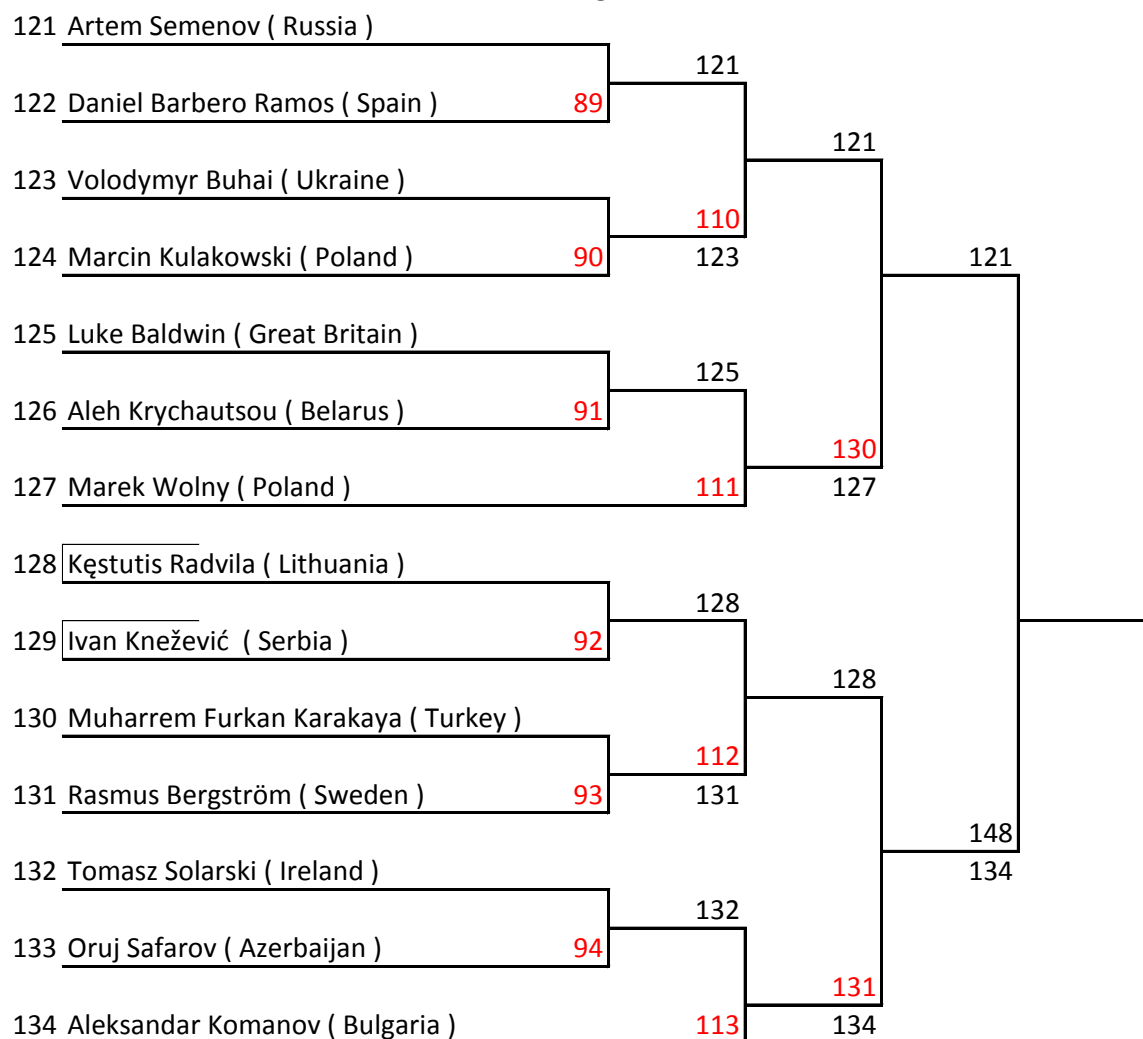 121 Artem Semenov ( Russia )
121
122 Daniel Barbero Ramos ( Spain ) 89
121
123 Volodymyr Buhai ( Ukraine )
110
124 Marcin Kulakowski ( Poland ) 90 123 121
125 Luke Baldwin ( Great Britain )
125
126 Aleh Krychautsou ( Belarus ) 91
130
127 Marek Wolny ( Poland ) 111 127
128 Kęstutis Radvila ( Lithuania )
128
129 Ivan Knežević ( Serbia ) 92
128
130 Muharrem Furkan Karakaya ( Turkey )
112
131 Rasmus Bergström ( Sweden ) 93 131
148
132 Tomasz Solarski ( Ireland ) 134
132
133 Oruj Safarov ( Azerbaijan ) 94
131
134 Aleksandar Komanov ( Bulgaria ) 113 134